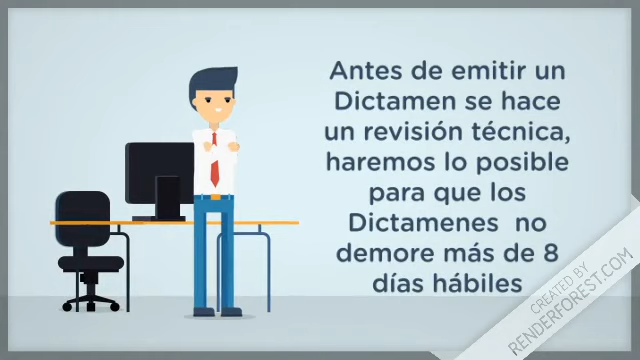 Antes de emitir un
Dictamen se hace
un revisión técnica,
haremos lo posible
para que los
Dictamenes no
demore más de 8
días hábiles
CREATED BY
RENDERFOREST.COM